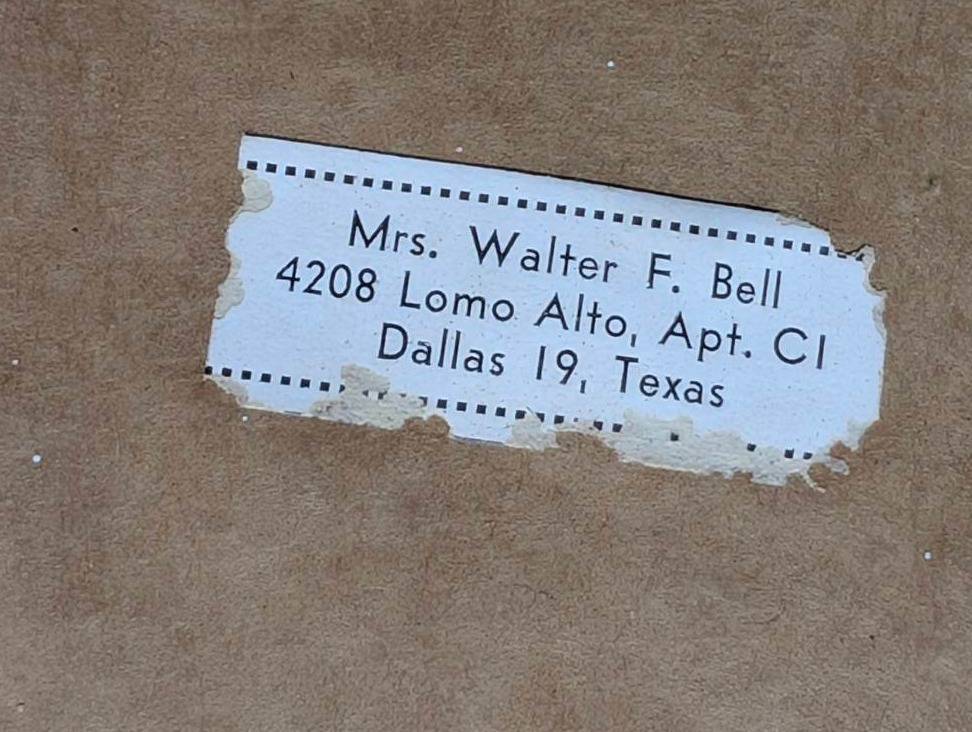 Mrs. Walter F. Bell
4208 Lomo Alto, Apt. C1
Dallas 19, Texas